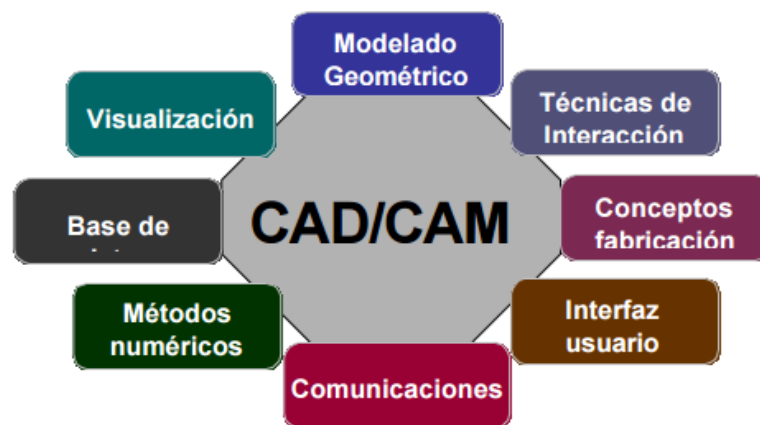 Modelado
Geométrico
Visualización
Técnicas de
Interacción
Base de
CAD/CAM
Conceptos
fabricación
Métodos
numéricos
Interfaz
usuario
Comunicaciones